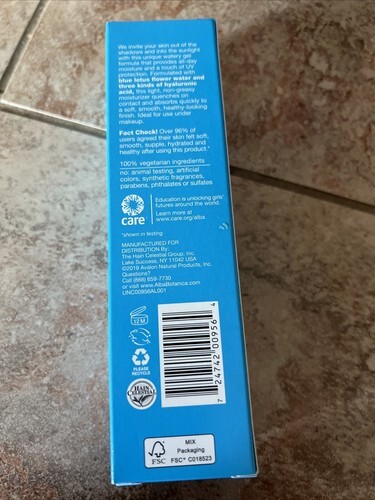 We invite your skin out of the
shadows and into the sunlight
with this unique watery gel
formula that provides all-day
moisture and a touch of UV
protection. Formulated with
blue lotus flower water and
three kinds of hyaluronic
acid, this light, non-greasy
moisturizer quenches on
contact and absorbs quickly to
a soft, smooth, healthy-looking
finish. Ideal for use under
makeup.
Fact Check! Over 96% of
users agreed their skin felt soft,
smooth, supple, hydrated and
healthy after using this product.*
100% vegetarian ingredients
no: animal testing, artificial
colors, synthetic fragrances,
parabens, phthalates or sulfates
care®
Education is unlocking girls'
futures around the world.
Learn more at
www.care.org/alba
*shown in testing
MANUFACTURED FOR
DISTRIBUTION BY:
The Hain Celestial Group, Inc.
Lake Success, NY 11042 USA
©2019 Avalon Natural Products, Inc.
Questions?
Call (888) 659-7730
or visit www.AlbaBotanica.com
UNC00956AL001
12 M
PLEASE
RECYCLE
HAIN
CELESTIAL
7 24742 00956 4
FSC
MIX
Packaging
FSC® C018523